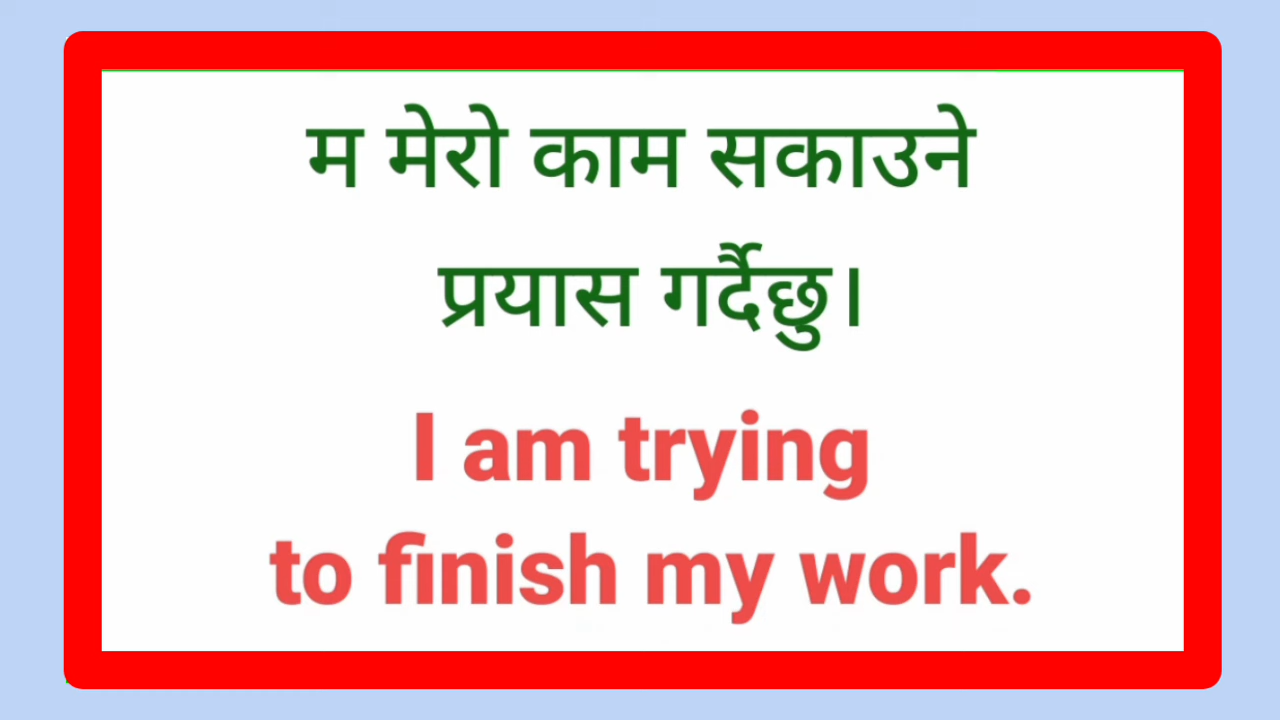 म मेरो काम सकाउने
प्रयास गर्दैछु।
I am trying
to finish my work.